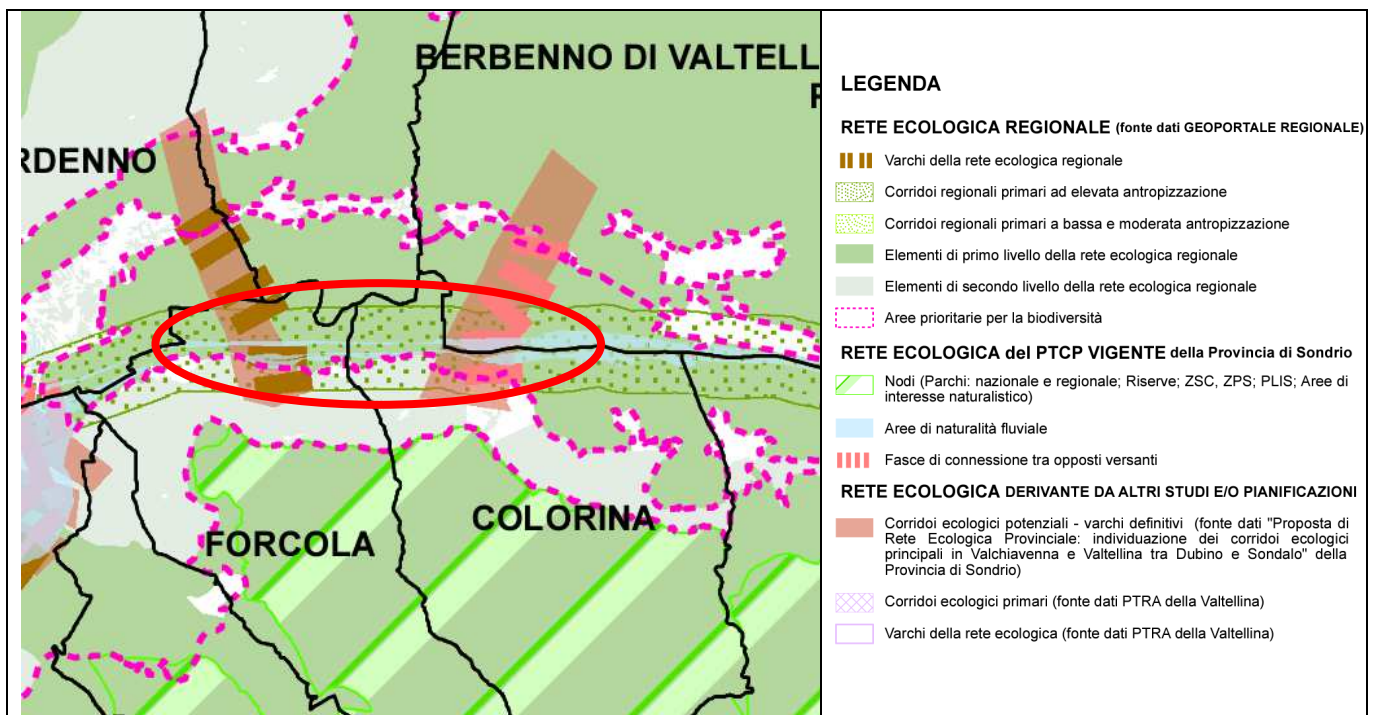 BERBENNO DI VALTELL
RDENNO
COLORINA
FORCOLA
LEGENDA
RETE ECOLOGICA REGIONALE (fonte dati GEOPORTALE REGIONALE)
Varchi della rete ecologica regionale
Corridoi regionali primari ad elevata antropizzazione
Corridoi regionali primari a bassa e moderata antropizzazione
Elementi di primo livello della rete ecologica regionale
Elementi di secondo livello della rete ecologica regionale
Aree prioritarie per la biodiversità
RETE ECOLOGICA del PTCP VIGENTE della Provincia di Sondrio
Nodi (Parchi: nazionale e regionale; Riserve; ZSC, ZPS; PLIS; Aree di
interesse naturalistico)
Aree di naturalità fluviale
Fasce di connessione tra opposti versanti
RETE ECOLOGICA DERIVANTE DA ALTRI STUDI E/O PIANIFICAZIONI
Corridoi ecologici potenziali - varchi definitivi (fonte dati "Proposta di
Rete Ecologica Provinciale: individuazione dei corridoi ecologici
principali in Valchiavenna e Valtellina tra Dubino e Sondalo" della
Provincia di Sondrio)
Corridoi ecologici primari (fonte dati PTRA della Valtellina)
Varchi della rete ecologica (fonte dati PTRA della Valtellina)